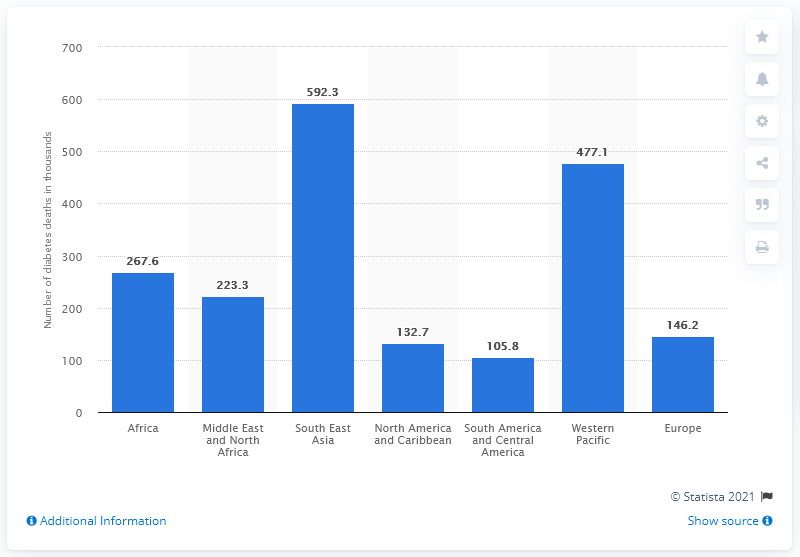 Number of diabetes deaths in thousands
700
600
500
400
300
200
100
0
267.6
223.3
592.3
132.7
105.8
477.1
146.2
Africa
Middle East
and North
Africa
South East
Asia
North America
and Caribbean
South America
and Central
America
Western
Pacific
Europe
© Statista 2021
Additional Information
Show source